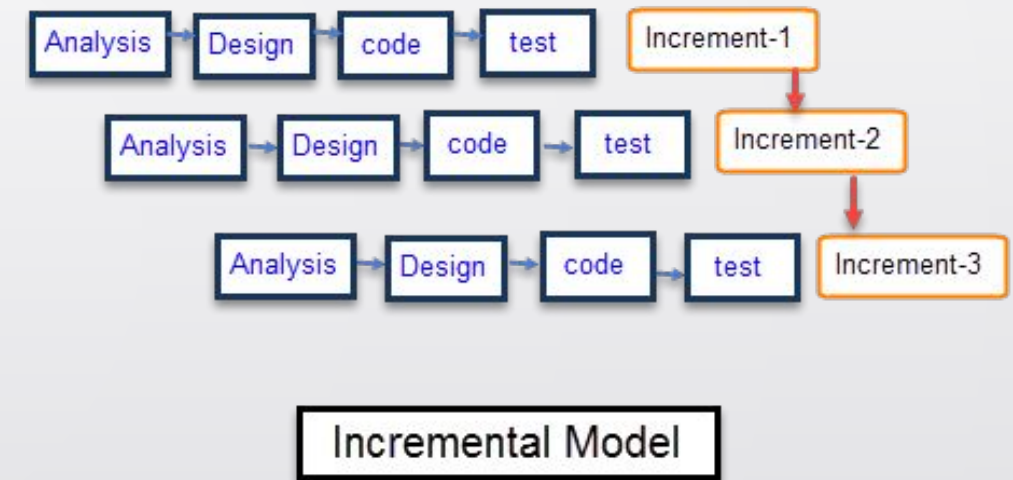 Analysis Design code test Increment-1
Analysis Design code test Increment-2
Analysis Design code test Increment-3
Incremental Model